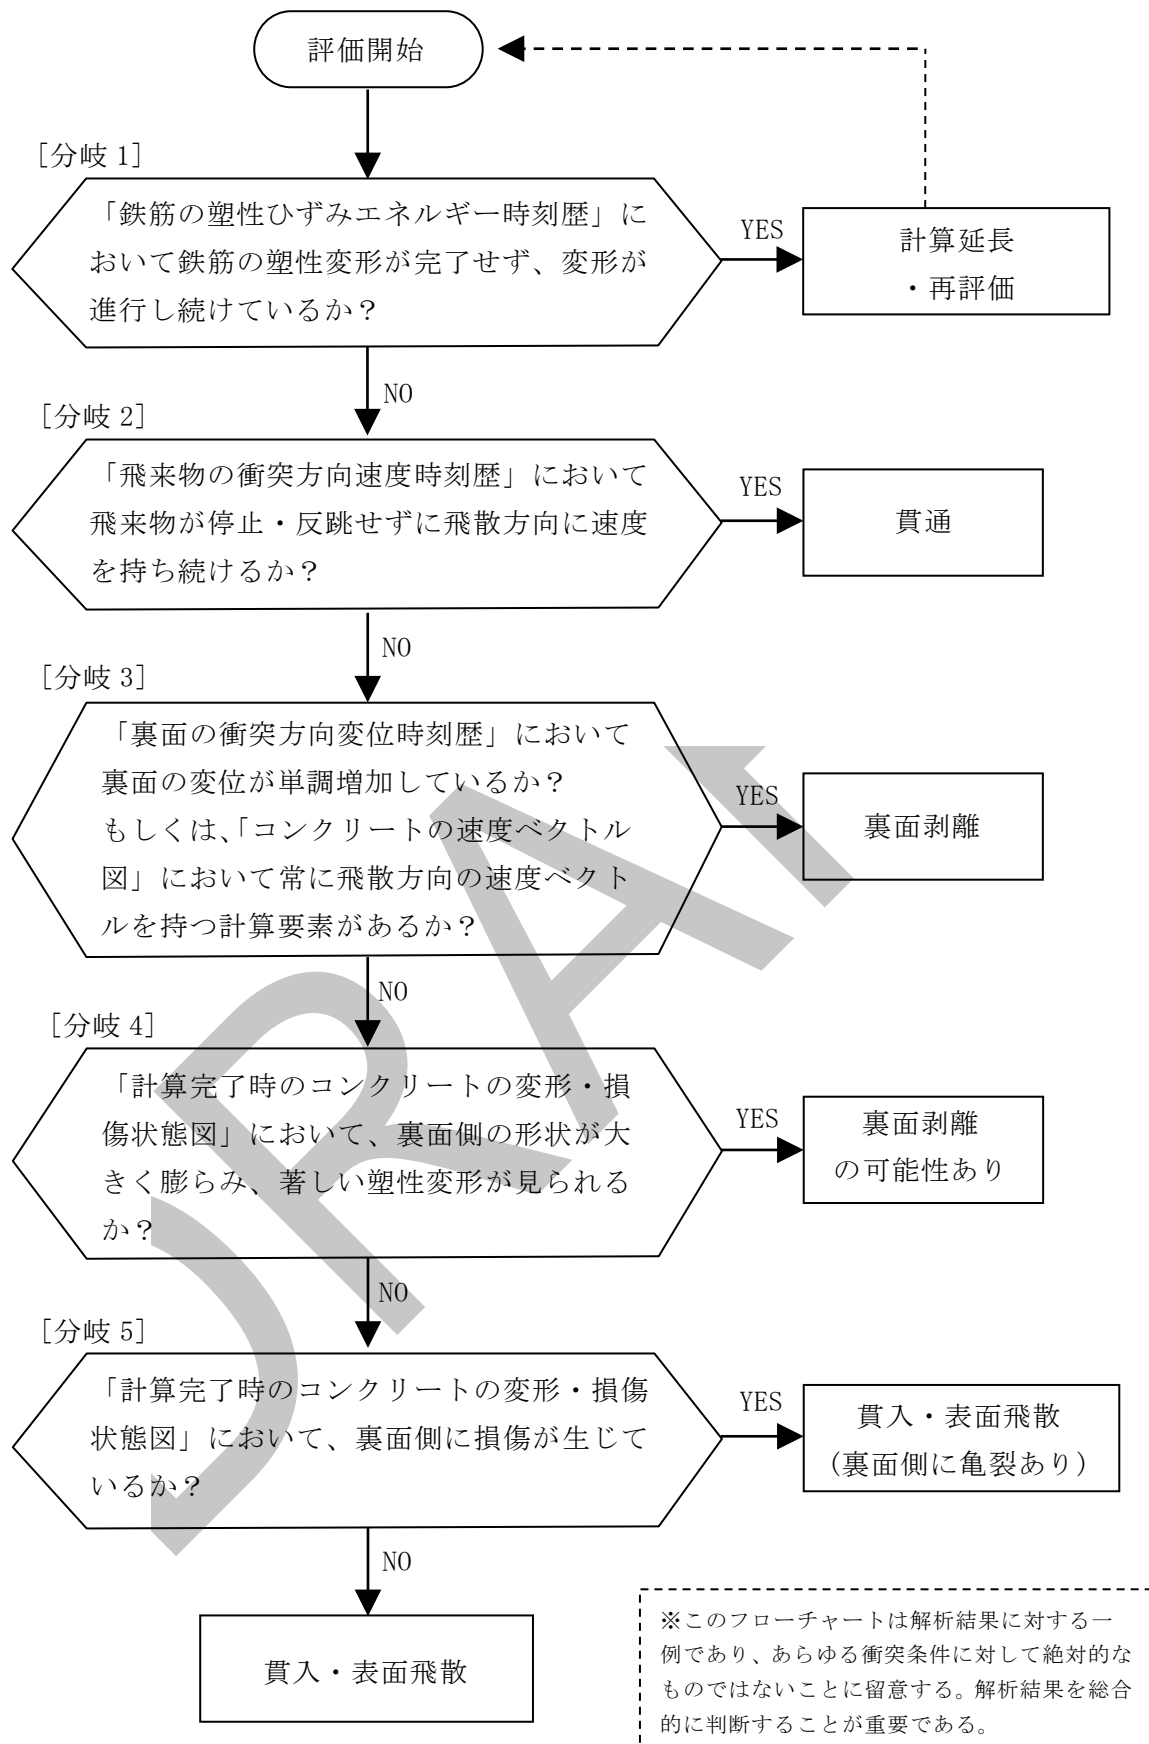 評価開始
[分岐 1]
「鉄筋の塑性ひずみエネルギー時刻歴」に
おいて鉄筋の塑性変形が完了せず、変形が
進行し続けているか？
YES
計算延長
・再評価
NO
[分岐 2]
「飛来物の衝突方向速度時刻歴」において
飛来物が停止・反跳せずに飛散方向に速度
を持ち続けるか？
YES
貫通
NO
[分岐 3]
「裏面の衝突方向変位時刻歴」において
裏面の変位が単調増加しているか？
もしくは、「コンクリートの速度ベクトル
図」において常に飛散方向の速度ベクト
ルを持つ計算要素があるか？
YES
裏面剥離
NO
[分岐 4]
「計算完了時のコンクリートの変形・損
傷状態図」において、裏面側の形状が大
きく膨らみ、著しい塑性変形が見られる
か？
YES
裏面剥離
の可能性あり
NO
[分岐 5]
「計算完了時のコンクリートの変形・損傷
状態図」において、裏面側に損傷が生じて
いるか？
YES
貫入・表面飛散
(裏面側に亀裂あり)
NO
貫入・表面飛散
※このフローチャートは解析結果に対する一
例であり、あらゆる衝突条件に対して絶対的な
ものではないことに留意する。解析結果を総合
的に判断することが重要である。
DRAF